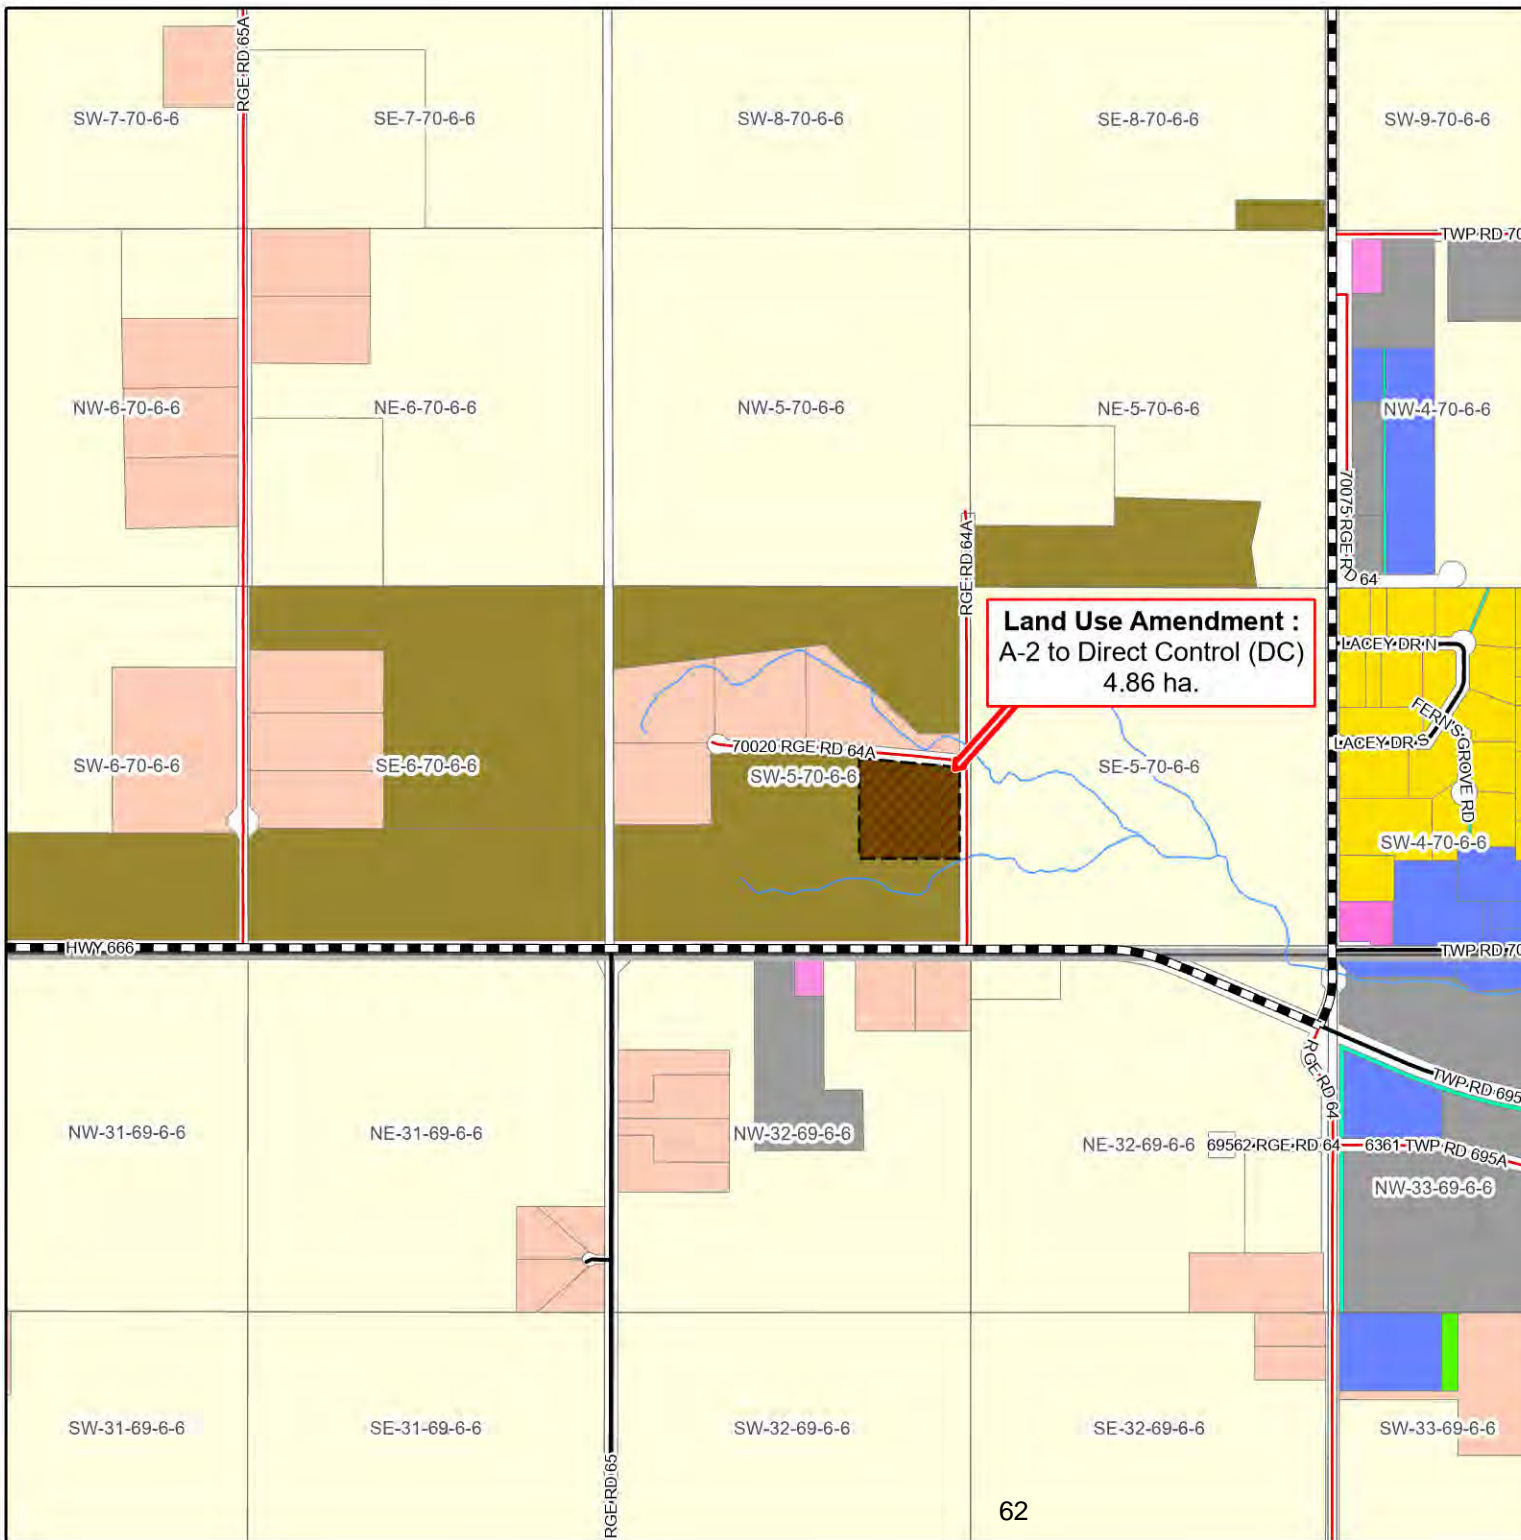 RGE RD 65A
SW-7-70-6-6
SE-7-70-6-6
SW-8-70-6-6
SE-8-70-6-6
SW-9-70-6-6
TWP RD 70
NW-6-70-6-6
NE-6-70-6-6
NW-5-70-6-6
NE-5-70-6-6
NW-4-70-6-6
70075 RGE RD 64
RGE RD 64A
Land Use Amendment :
A-2 to Direct Control (DC)
4.86 ha.
LACEY DR N
FERN'S GROVE RD
LACEY DR S
70020 RGE RD 64A
SW-6-70-6-6
SE-6-70-6-6
SW-5-70-6-6
SE-5-70-6-6
SW-4-70-6-6
HWY 666
TWP RD 70
RGE RD 64
TWP RD 695
NW-31-69-6-6
NE-31-69-6-6
NW-32-69-6-6
NE-32-69-6-6
69562 RGE RD 64
6361 TWP RD 695A
NW-33-69-6-6
SW-31-69-6-6
SE-31-69-6-6
SW-32-69-6-6
SE-32-69-6-6
SW-33-69-6-6
RGE RD 65
62